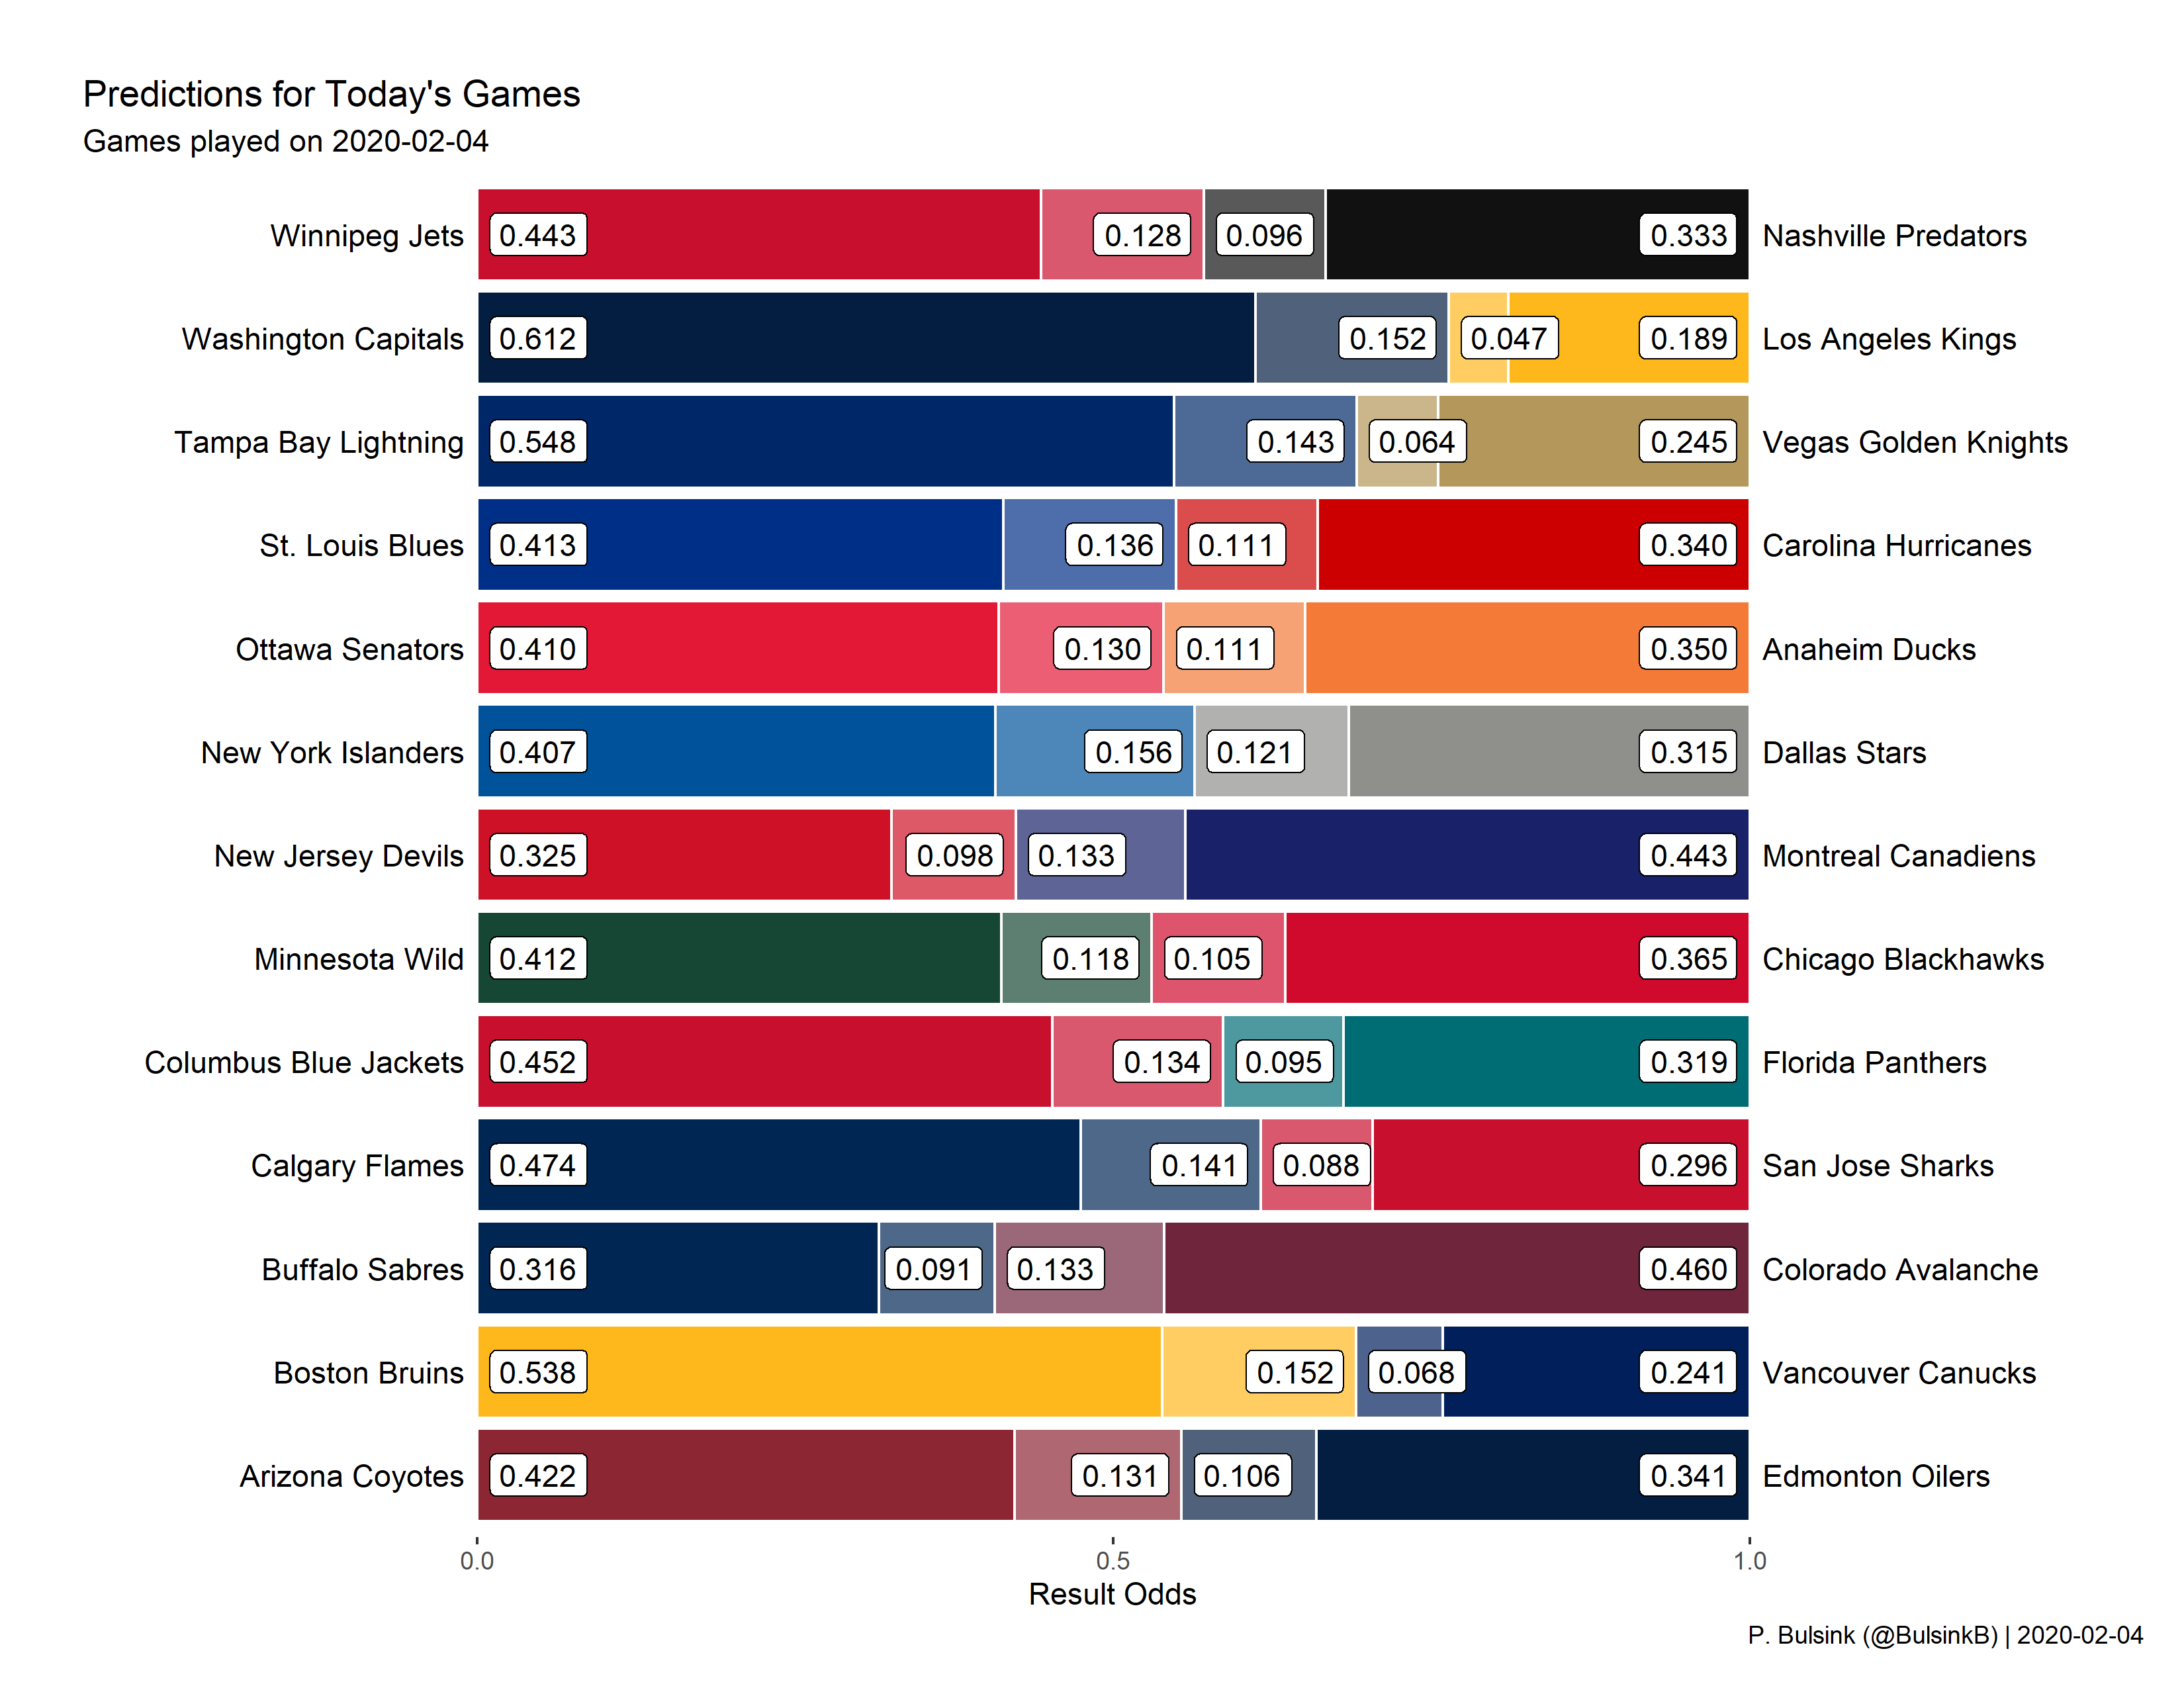 Predictions for Today's Games
Games played on 2020-02-04
Winnipeg Jets 0.443 0.128 0.096 0.333 Nashville Predators
Washington Capitals 0.612 0.152 0.047 0.189 Los Angeles Kings
Tampa Bay Lightning 0.548 0.143 0.064 0.245 Vegas Golden Knights
St. Louis Blues 0.413 0.136 0.111 0.340 Carolina Hurricanes
Ottawa Senators 0.410 0.130 0.111 0.350 Anaheim Ducks
New York Islanders 0.407 0.156 0.121 0.315 Dallas Stars
New Jersey Devils 0.325 0.098 0.133 0.443 Montreal Canadiens
Minnesota Wild 0.412 0.118 0.105 0.365 Chicago Blackhawks
Columbus Blue Jackets 0.452 0.134 0.095 0.319 Florida Panthers
Calgary Flames 0.474 0.141 0.088 0.296 San Jose Sharks
Buffalo Sabres 0.316 0.091 0.133 0.460 Colorado Avalanche
Boston Bruins 0.538 0.152 0.068 0.241 Vancouver Canucks
Arizona Coyotes 0.422 0.131 0.106 0.341 Edmonton Oilers
0.0 0.5 1.0
Result Odds
P. Bulsink (@BulsinkB) | 2020-02-04